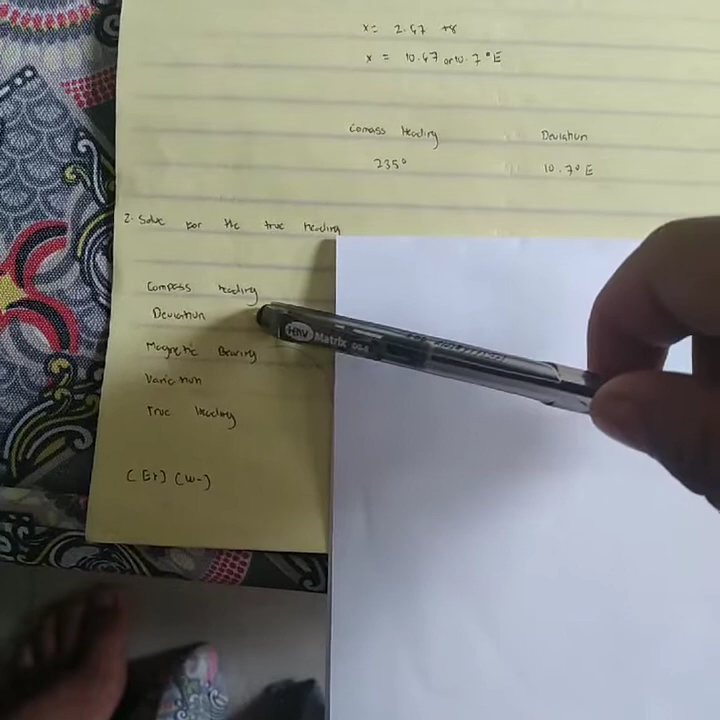 x = 2.67 +8
x = 10.67 or 10.7°E
Comass Heading Deviation
235° 10.7° E
2. Solve for the true heading
Compass Heading
Deviation
Magnetic Bearing
Variation
True Heading
(E+) (W-)
Matrix